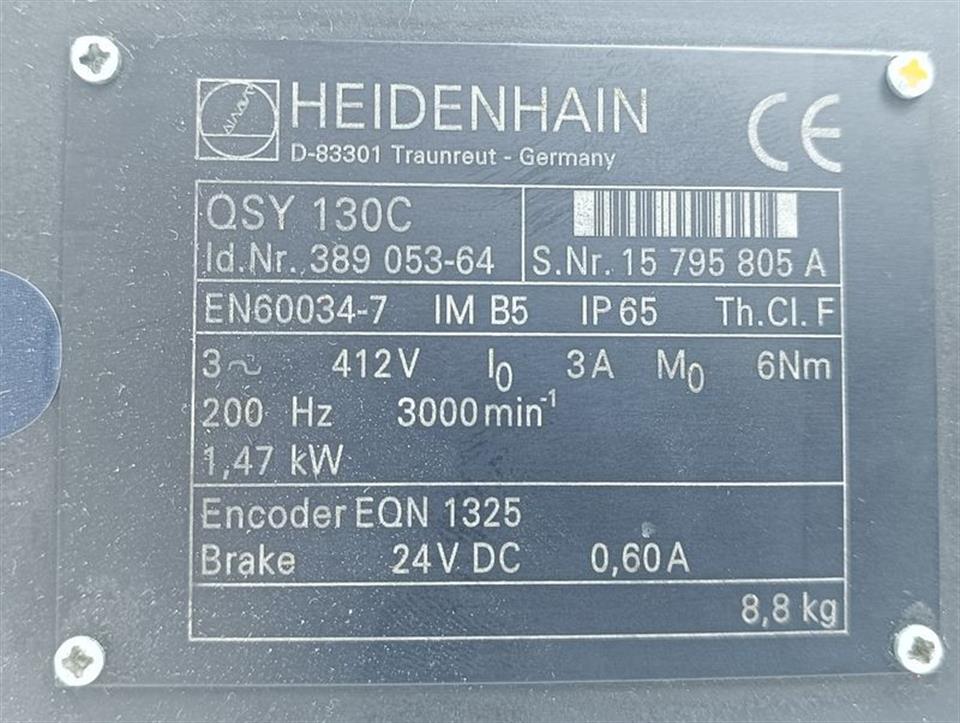 HEIDENHAIN
D-83301 Traunreut - Germany
CE
QSY 130C
Id.Nr. 389 053-64
S.Nr. 15 795 805 A
EN60034-7 IM B5 IP 65 Th.Cl. F
3~ 412V I0 3A M0 6Nm
200 Hz 3000min-1
1,47 kW
Encoder EQN 1325
Brake 24V DC 0,60A
8,8 kg